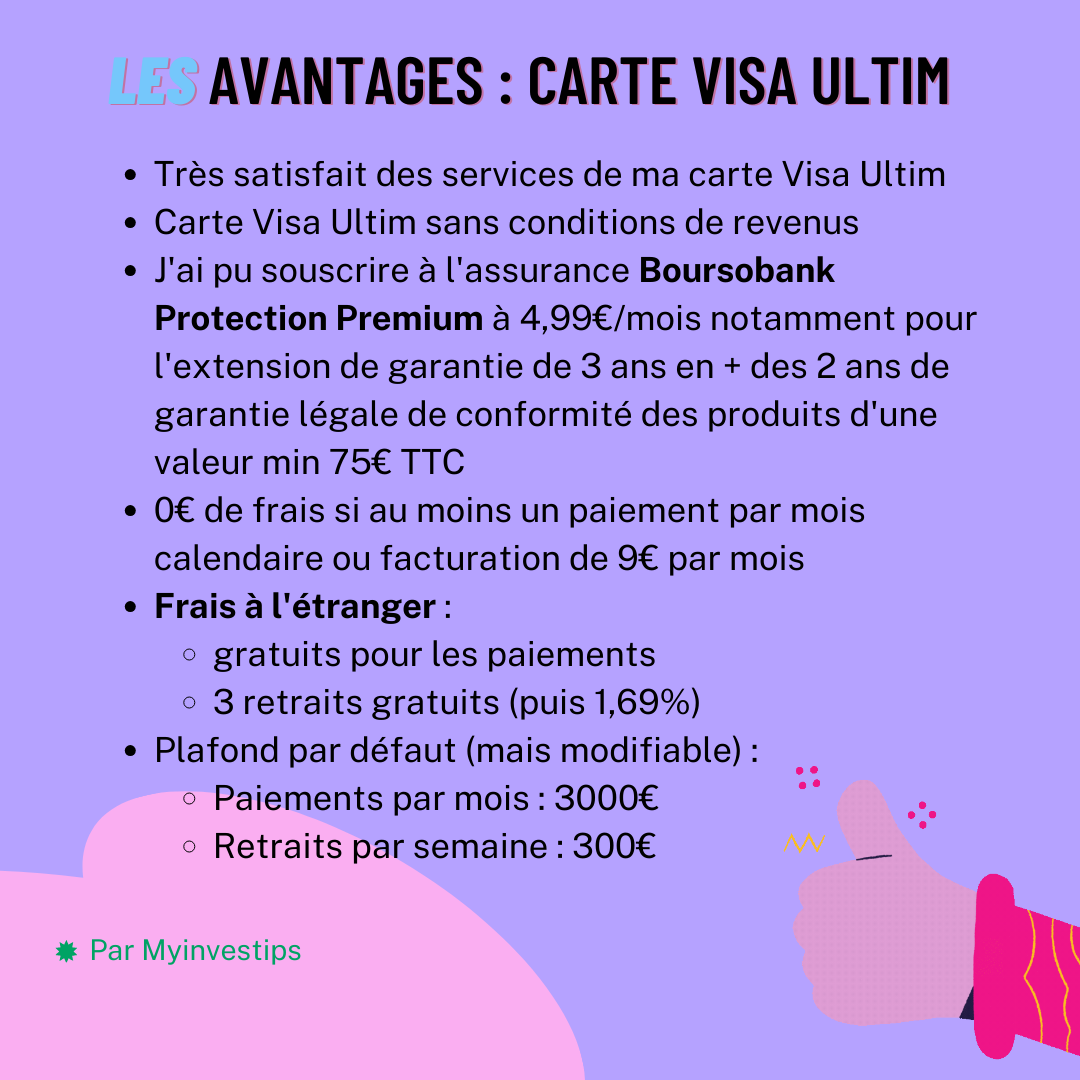 LES AVANTAGES : CARTE VISA ULTIM
• Très satisfait des services de ma carte Visa Ultim
• Carte Visa Ultim sans conditions de revenus
• J'ai pu souscrire à l'assurance Boursobank
Protection Premium à 4,99€/mois notamment pour
l'extension de garantie de 3 ans en + des 2 ans de
garantie légale de conformité des produits d'une
valeur min 75€ TTC
• 0€ de frais si au moins un paiement par mois
calendaire ou facturation de 9€ par mois
• Frais à l'étranger :
◦ gratuits pour les paiements
◦ 3 retraits gratuits (puis 1,69%)
• Plafond par défaut (mais modifiable) :
◦ Paiements par mois : 3000€
◦ Retraits par semaine : 300€
Par Myinvestips